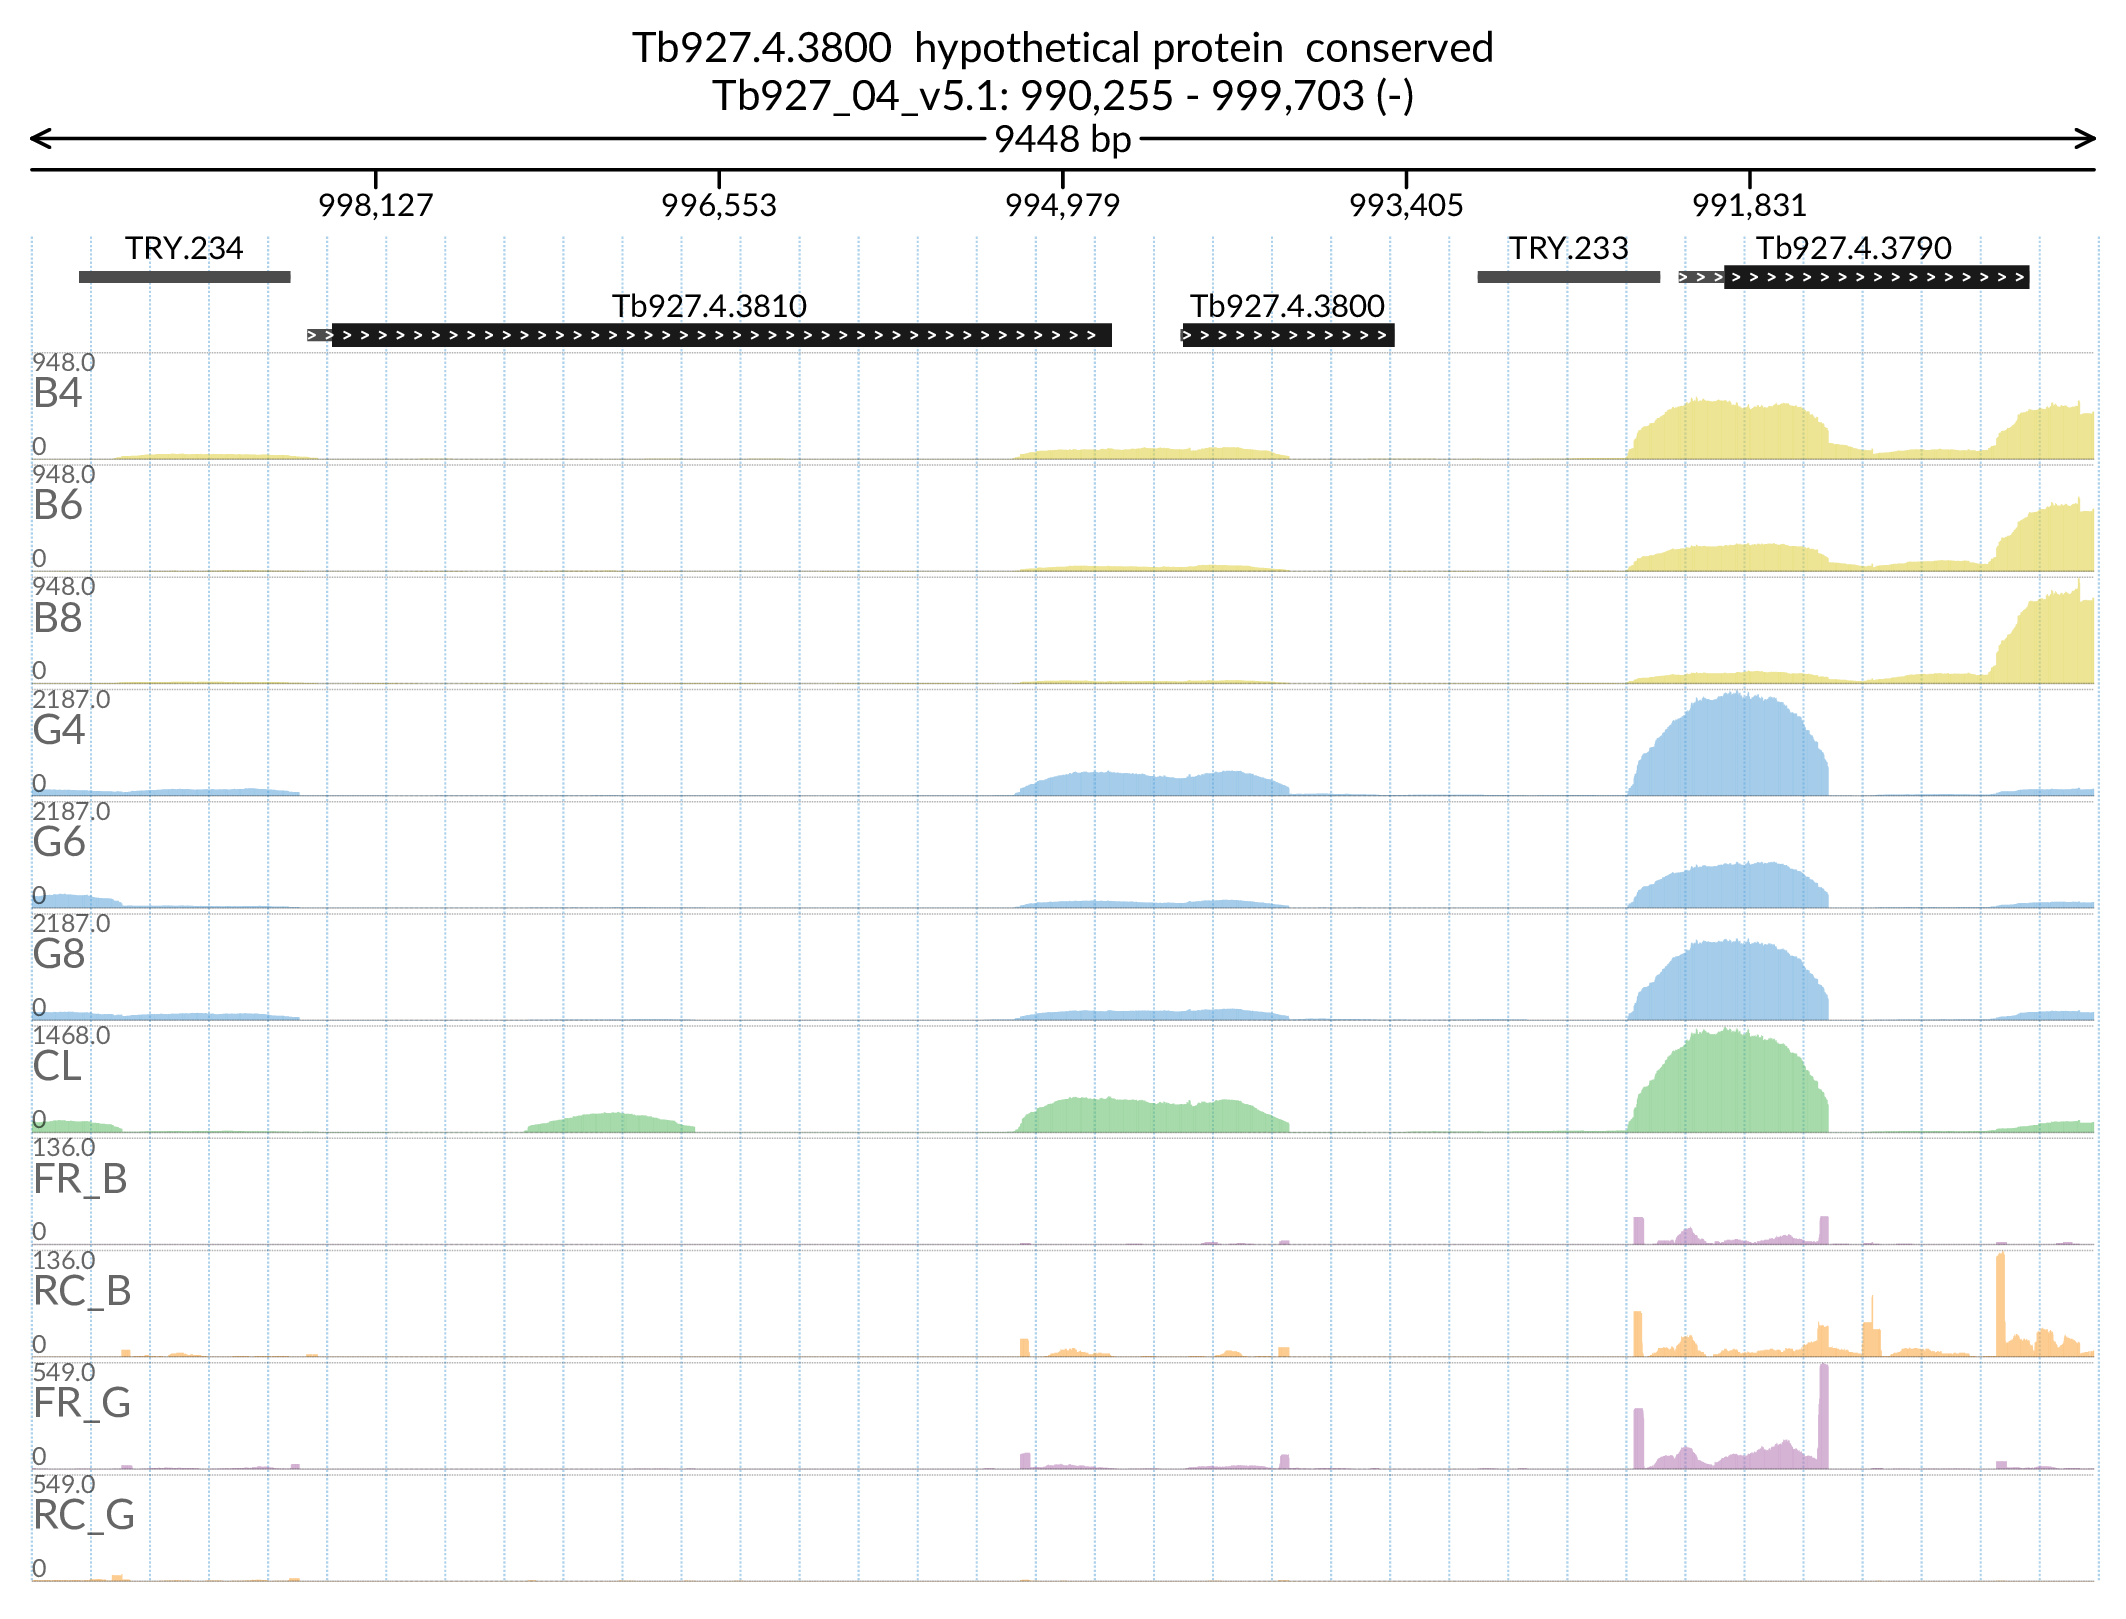 Tb927.4.3800  hypothetical protein  conserved
Tb927_04_v5.1: 990,255 - 999,703 (-)
9448 bp
998,127 996,553 994,979 993,405 991,831
TRY.234 TRY.233 Tb927.4.3790
Tb927.4.3810 Tb927.4.3800
948.0
B4
0
948.0
B6
0
948.0
B8
0
2187.0
G4
0
2187.0
G6
0
2187.0
G8
0
1468.0
CL
0
136.0
FR_B
0
136.0
RC_B
0
549.0
FR_G
0
549.0
RC_G
0